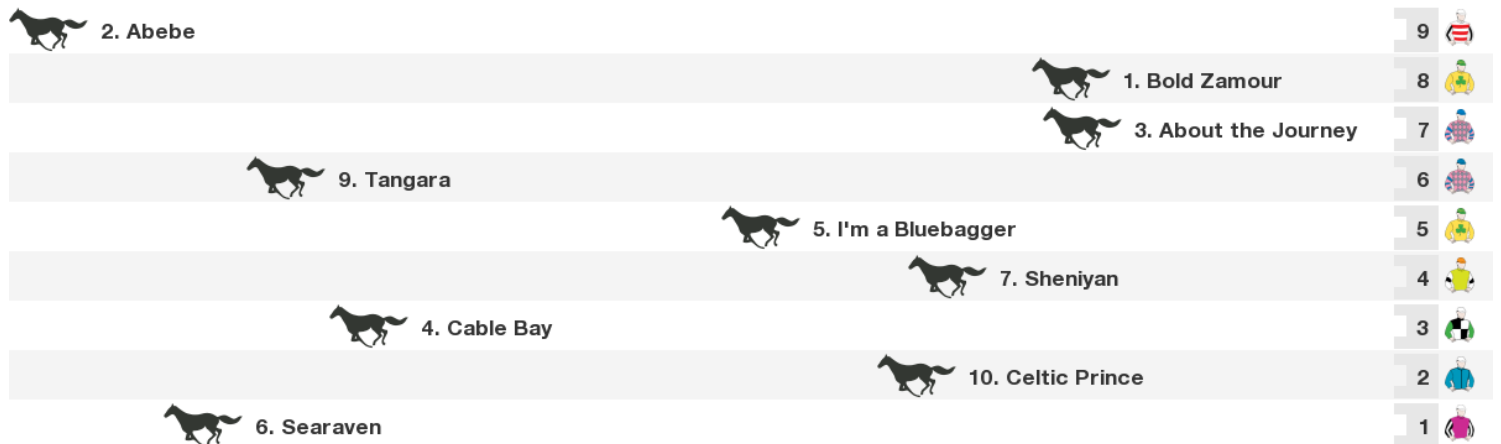 2. Abebe 9
1. Bold Zamour 8
3. About the Journey 7
9. Tangara 6
5. I'm a Bluebagger 5
7. Sheniyan 4
4. Cable Bay 3
10. Celtic Prince 2
6. Searaven 1